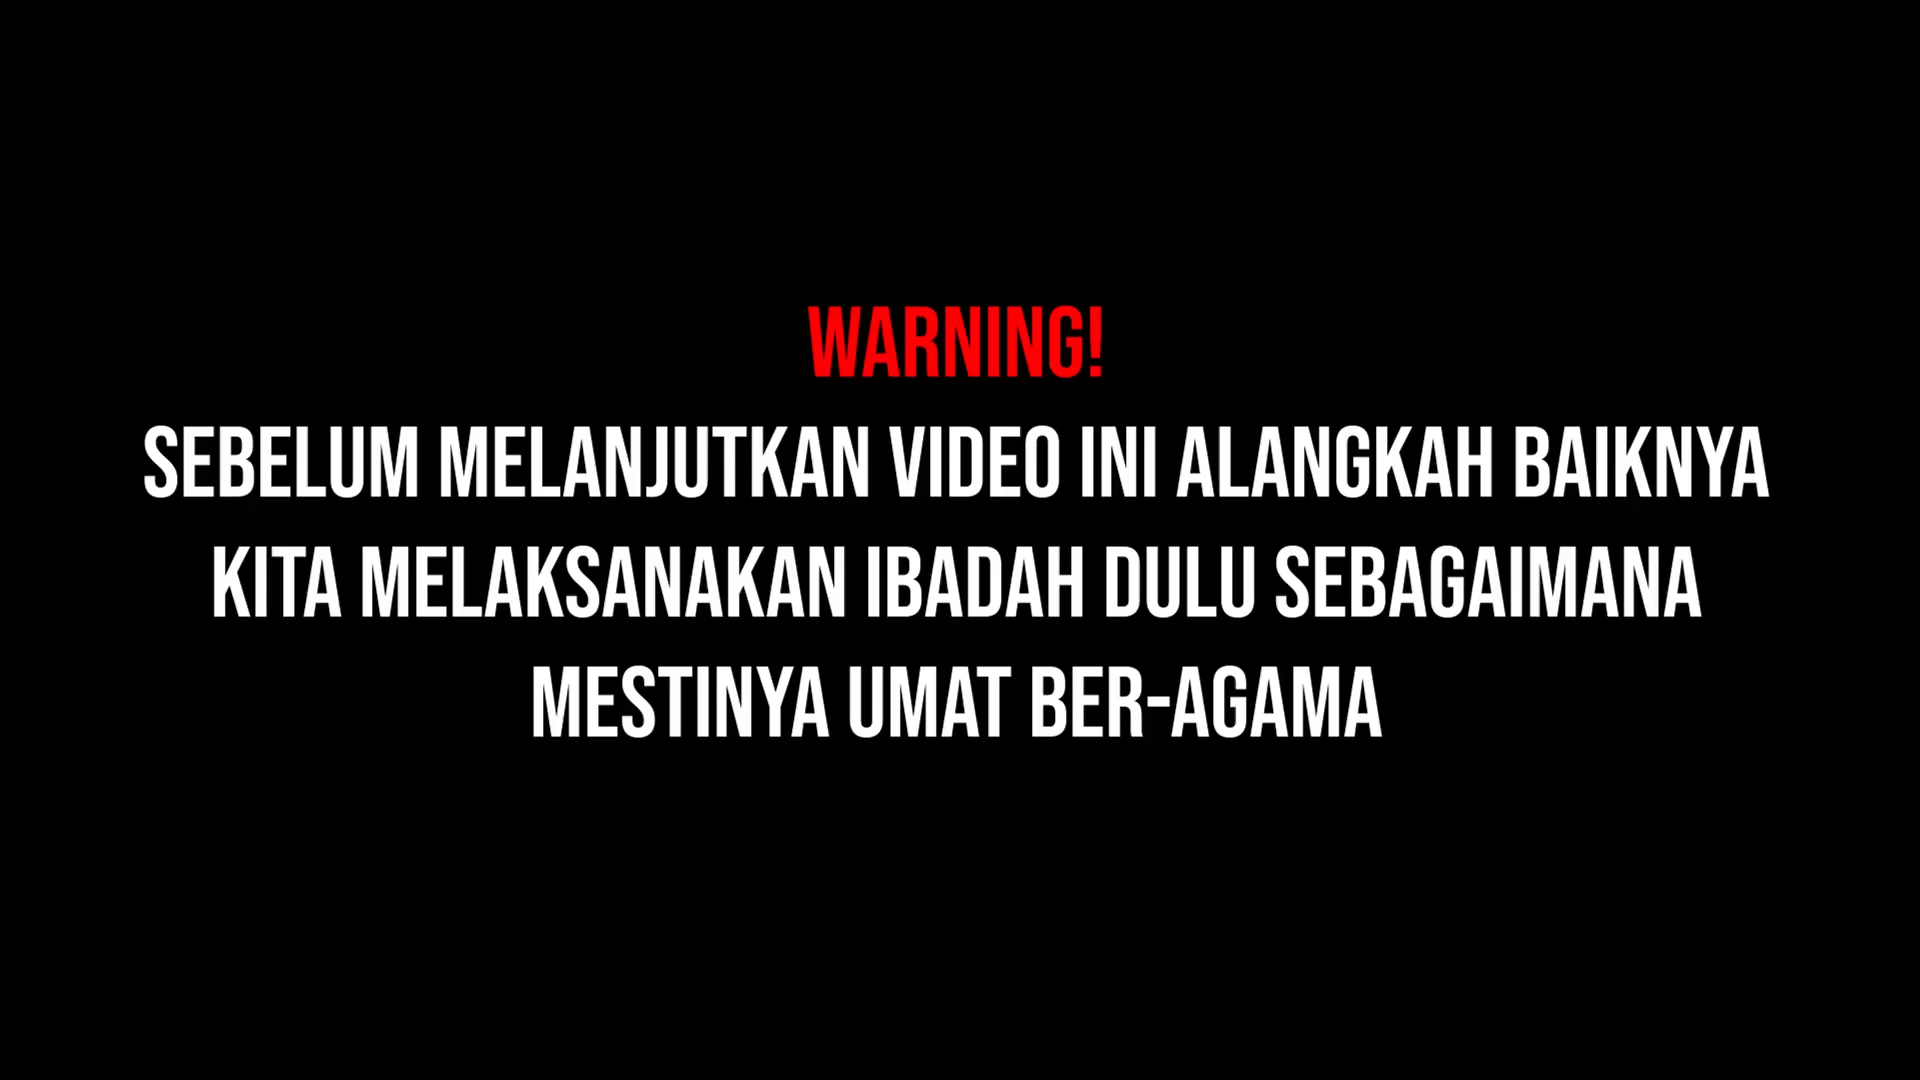 WARNING!
SEBELUM MELANJUTKAN VIDEO INI ALANGKAH BAIKNYA
KITA MELAKSANAKAN IBADAH DULU SEBAGAIMANA
MESTINYA UMAT BER-AGAMA